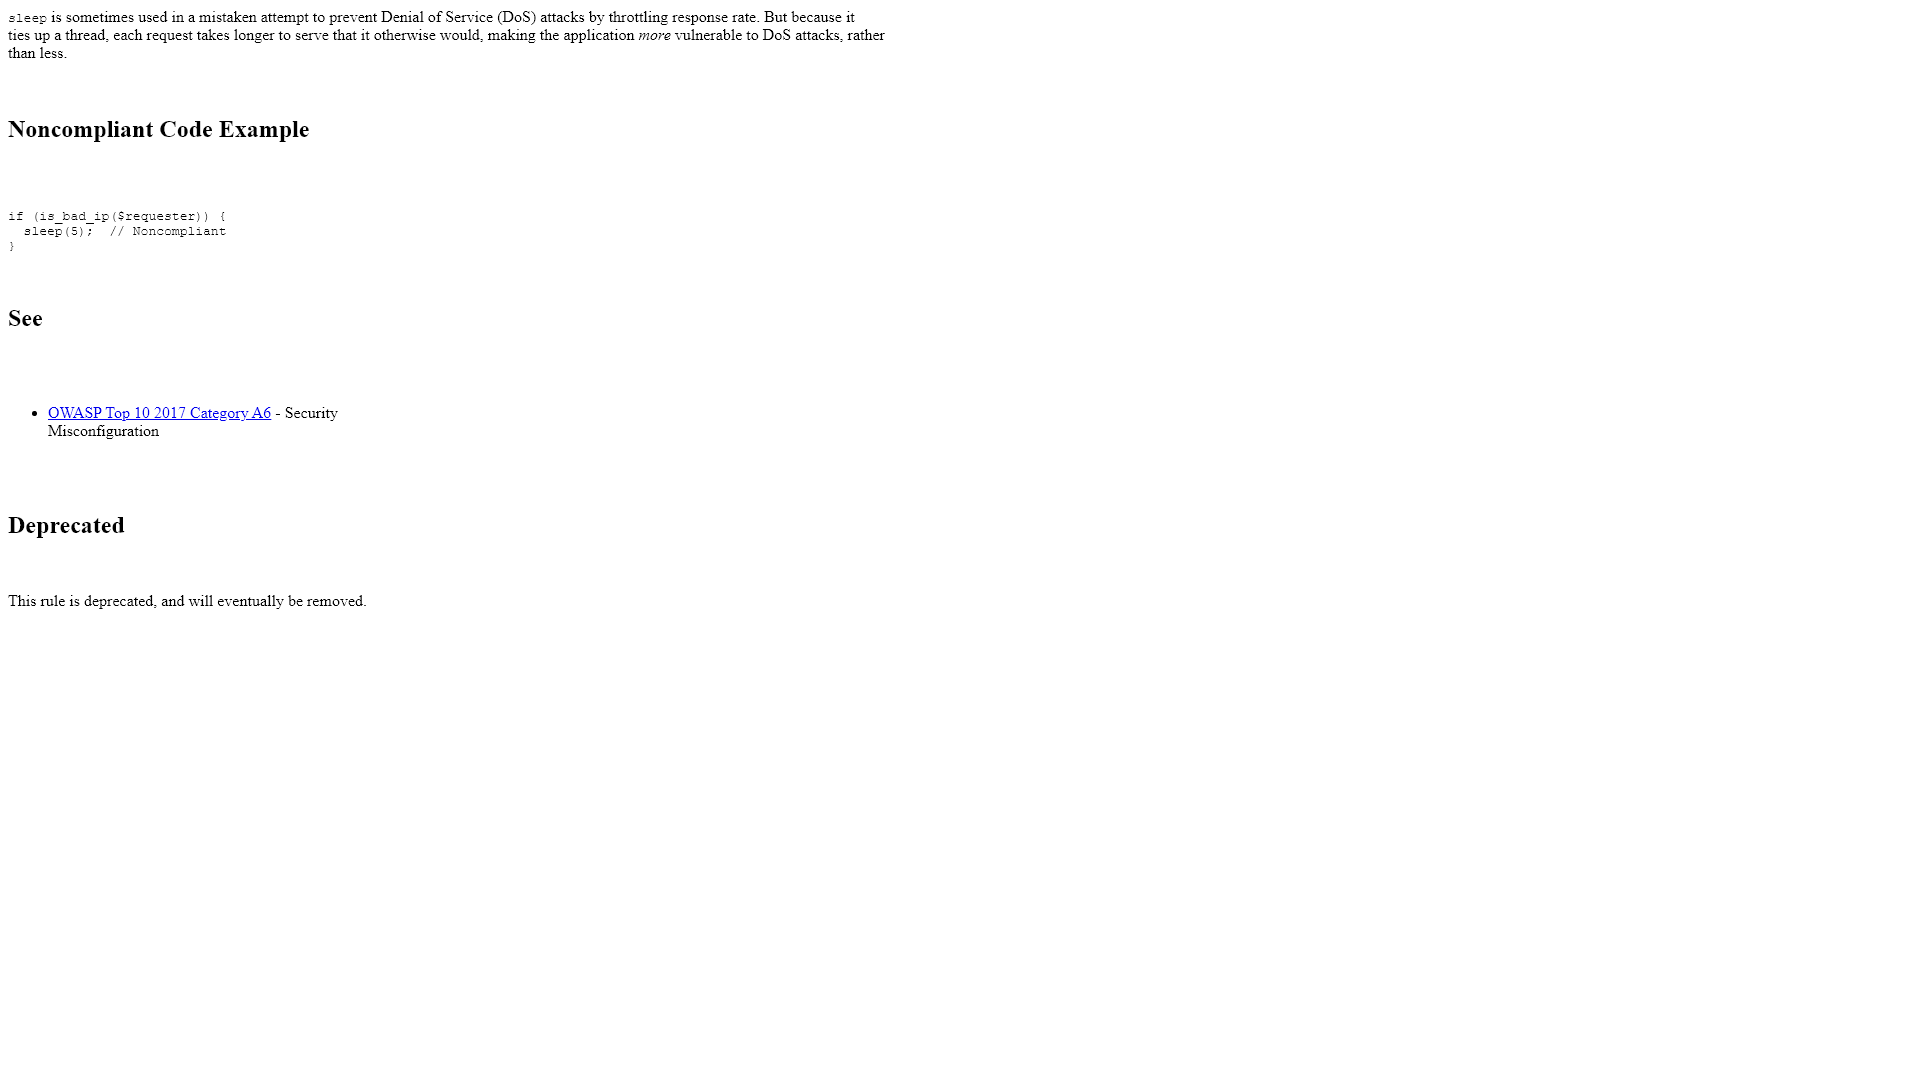 sleep is sometimes used in a mistaken attempt to prevent Denial of Service (DoS) attacks by throttling response rate. But because it
ties up a thread, each request takes longer to serve that it otherwise would, making the application more vulnerable to DoS attacks, rather
than less.
Noncompliant Code Example
if (is_bad_ip($requester)) {
  sleep(5);  // Noncompliant
}
See
• OWASP Top 10 2017 Category A6 - Security
Misconfiguration
Deprecated
This rule is deprecated, and will eventually be removed.